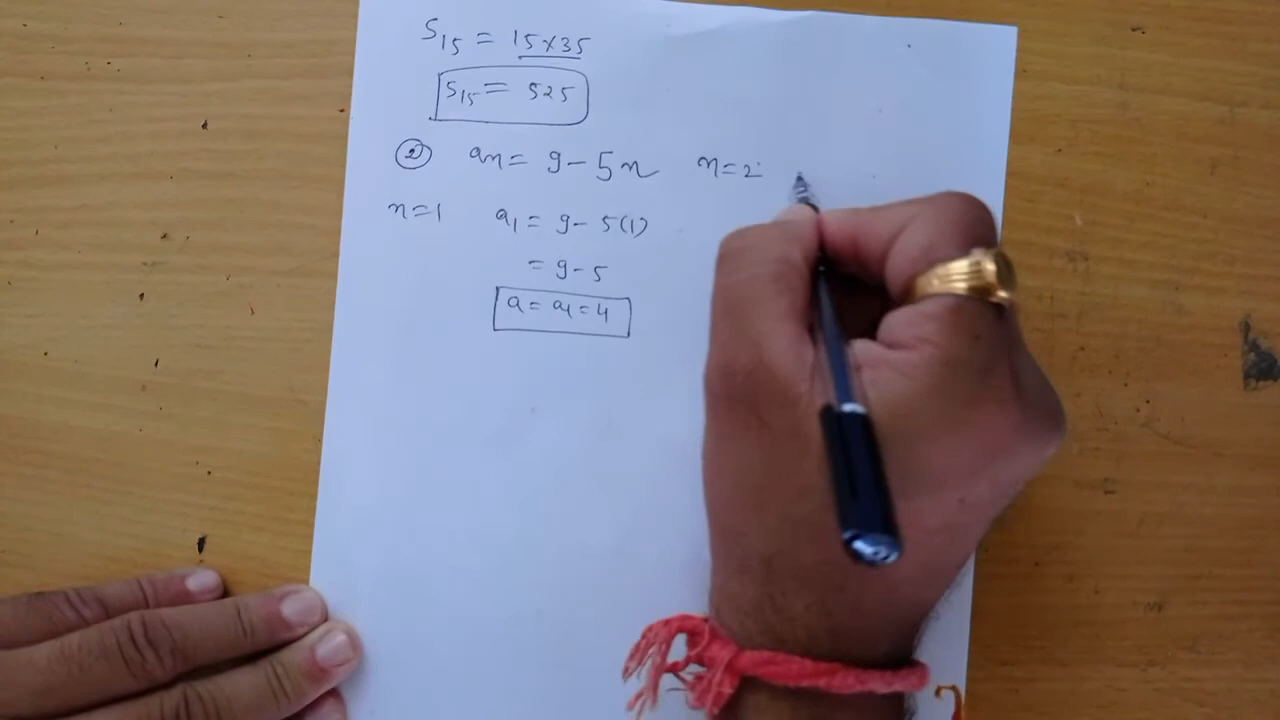 S15 = 15×35
S15 = 525
② an = 9 - 5n n = 2
n = 1 a1 = 9 - 5(1)
= 9 - 5
a = a1 = 4